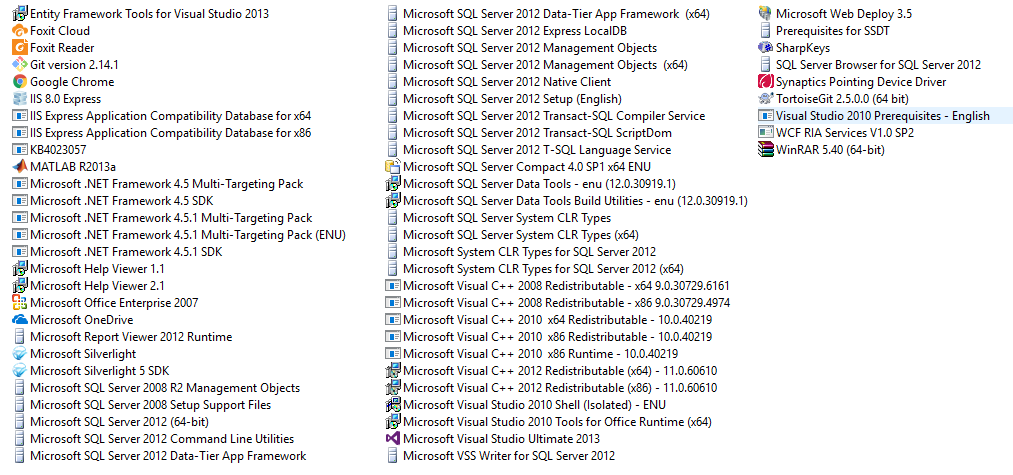 Entity Framework Tools for Visual Studio 2013
Foxit Cloud
Foxit Reader
Git version 2.14.1
Google Chrome
IIS 8.0 Express
IIS Express Application Compatibility Database for x64
IIS Express Application Compatibility Database for x86
KB4023057
MATLAB R2013a
Microsoft .NET Framework 4.5 Multi-Targeting Pack
Microsoft .NET Framework 4.5 SDK
Microsoft .NET Framework 4.5.1 Multi-Targeting Pack
Microsoft .NET Framework 4.5.1 Multi-Targeting Pack (ENU)
Microsoft .NET Framework 4.5.1 SDK
Microsoft Help Viewer 1.1
Microsoft Help Viewer 2.1
Microsoft Office Enterprise 2007
Microsoft OneDrive
Microsoft Report Viewer 2012 Runtime
Microsoft Silverlight
Microsoft Silverlight 5 SDK
Microsoft SQL Server 2008 R2 Management Objects
Microsoft SQL Server 2008 Setup Support Files
Microsoft SQL Server 2012 (64-bit)
Microsoft SQL Server 2012 Command Line Utilities
Microsoft SQL Server 2012 Data-Tier App Framework
Microsoft SQL Server 2012 Data-Tier App Framework  (x64)
Microsoft SQL Server 2012 Express LocalDB
Microsoft SQL Server 2012 Management Objects
Microsoft SQL Server 2012 Management Objects  (x64)
Microsoft SQL Server 2012 Native Client
Microsoft SQL Server 2012 Setup (English)
Microsoft SQL Server 2012 Transact-SQL Compiler Service
Microsoft SQL Server 2012 Transact-SQL ScriptDom
Microsoft SQL Server 2012 T-SQL Language Service
Microsoft SQL Server Compact 4.0 SP1 x64 ENU
Microsoft SQL Server Data Tools - enu (12.0.30919.1)
Microsoft SQL Server Data Tools Build Utilities - enu (12.0.30919.1)
Microsoft SQL Server System CLR Types
Microsoft SQL Server System CLR Types (x64)
Microsoft System CLR Types for SQL Server 2012
Microsoft System CLR Types for SQL Server 2012 (x64)
Microsoft Visual C++ 2008 Redistributable - x64 9.0.30729.6161
Microsoft Visual C++ 2008 Redistributable - x86 9.0.30729.4974
Microsoft Visual C++ 2010  x64 Redistributable - 10.0.40219
Microsoft Visual C++ 2010  x86 Redistributable - 10.0.40219
Microsoft Visual C++ 2010  x86 Runtime - 10.0.40219
Microsoft Visual C++ 2012 Redistributable (x64) - 11.0.60610
Microsoft Visual C++ 2012 Redistributable (x86) - 11.0.60610
Microsoft Visual Studio 2010 Shell (Isolated) - ENU
Microsoft Visual Studio 2010 Tools for Office Runtime (x64)
Microsoft Visual Studio Ultimate 2013
Microsoft VSS Writer for SQL Server 2012
Microsoft Web Deploy 3.5
Prerequisites for SSDT
SharpKeys
SQL Server Browser for SQL Server 2012
Synaptics Pointing Device Driver
TortoiseGit 2.5.0.0 (64 bit)
Visual Studio 2010 Prerequisites - English
WCF RIA Services V1.0 SP2
WinRAR 5.40 (64-bit)